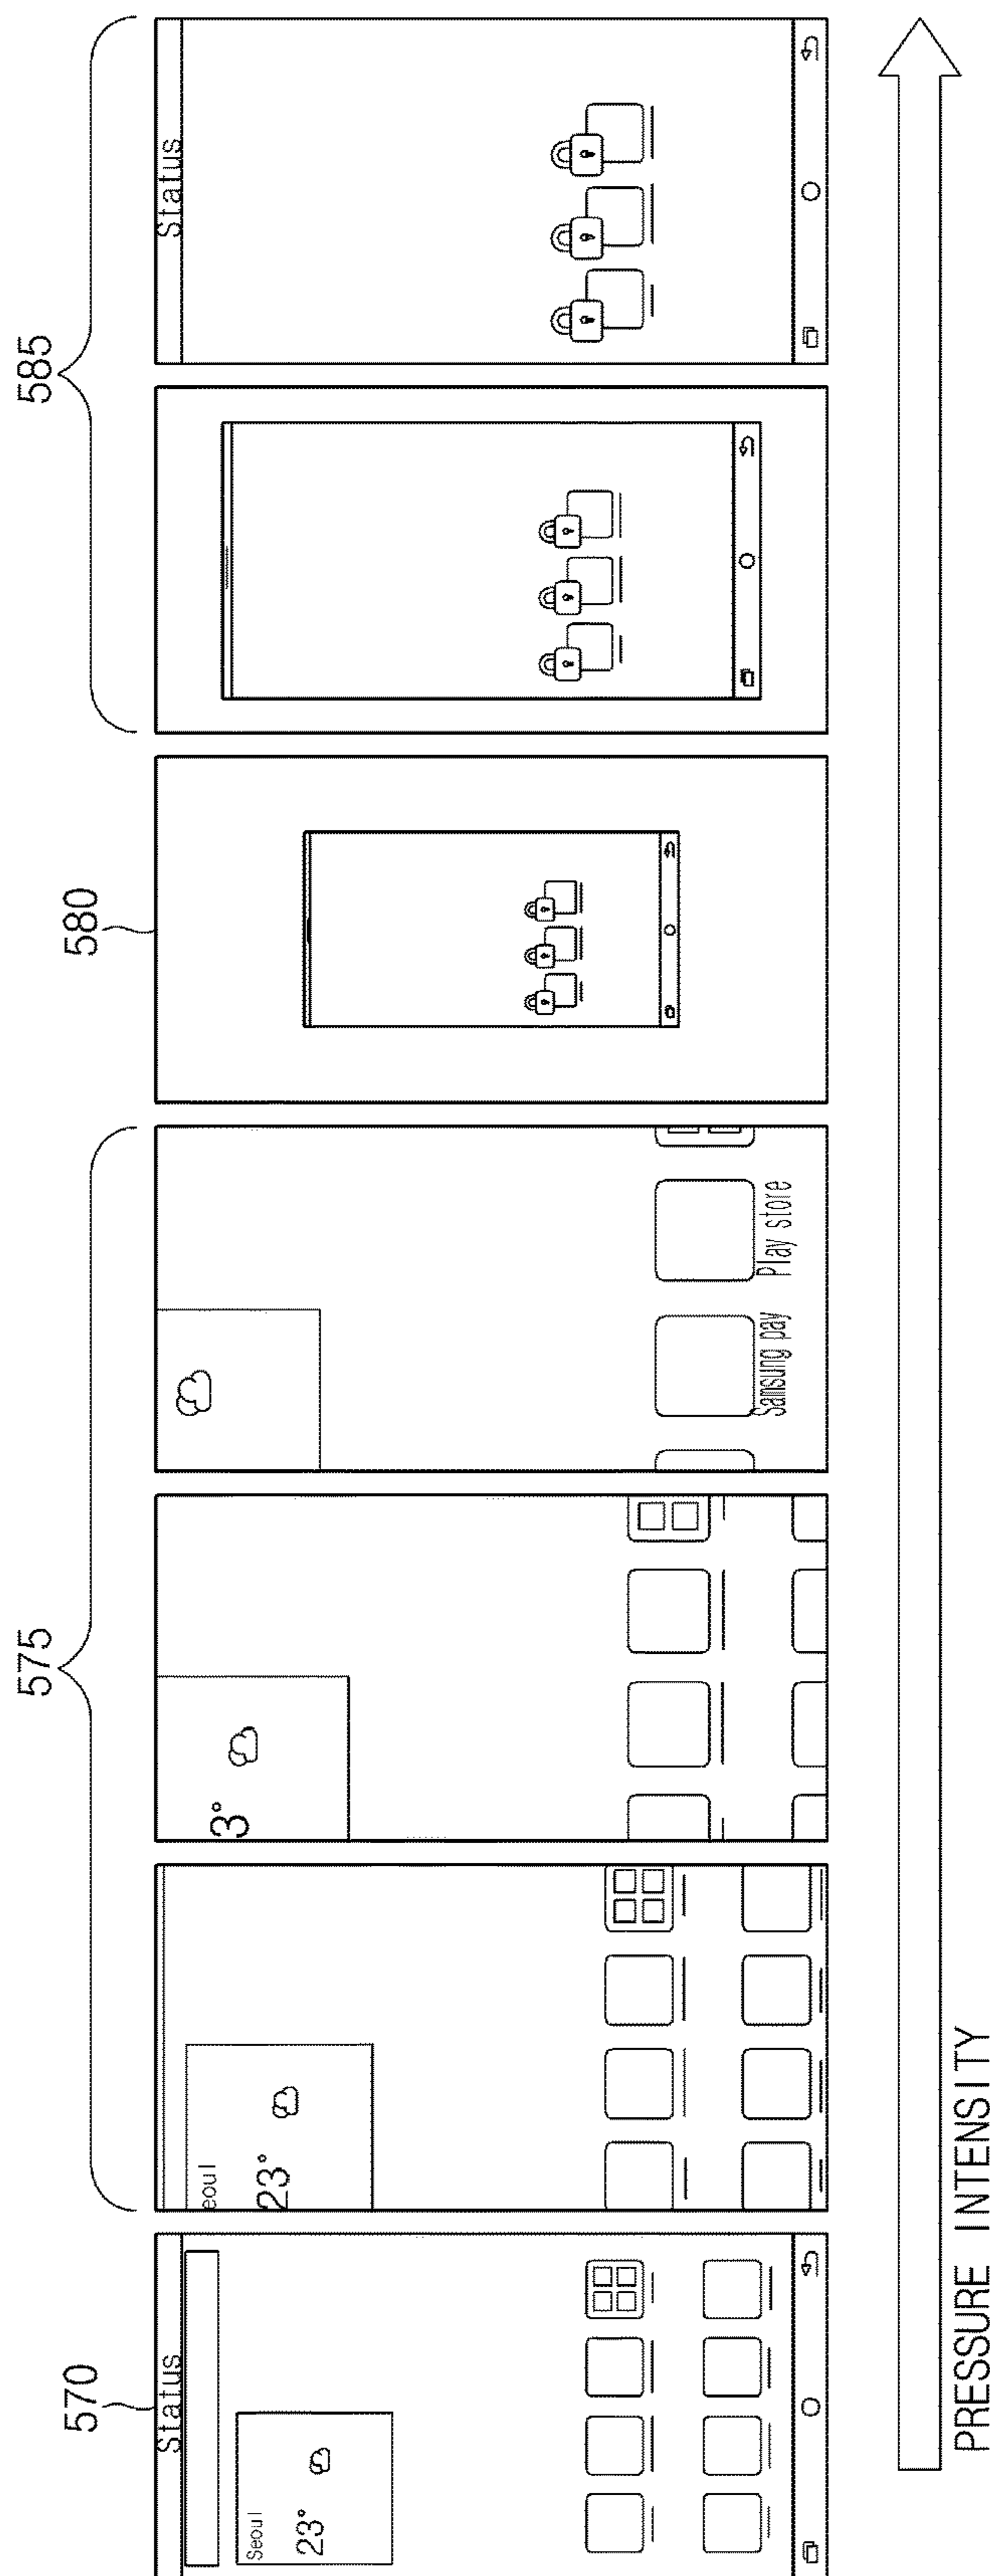 570
Status
Seoul
23°
575
eoul
23°
3°
Samsung pay
Play store
580
585
Status
PRESSURE INTENSITY